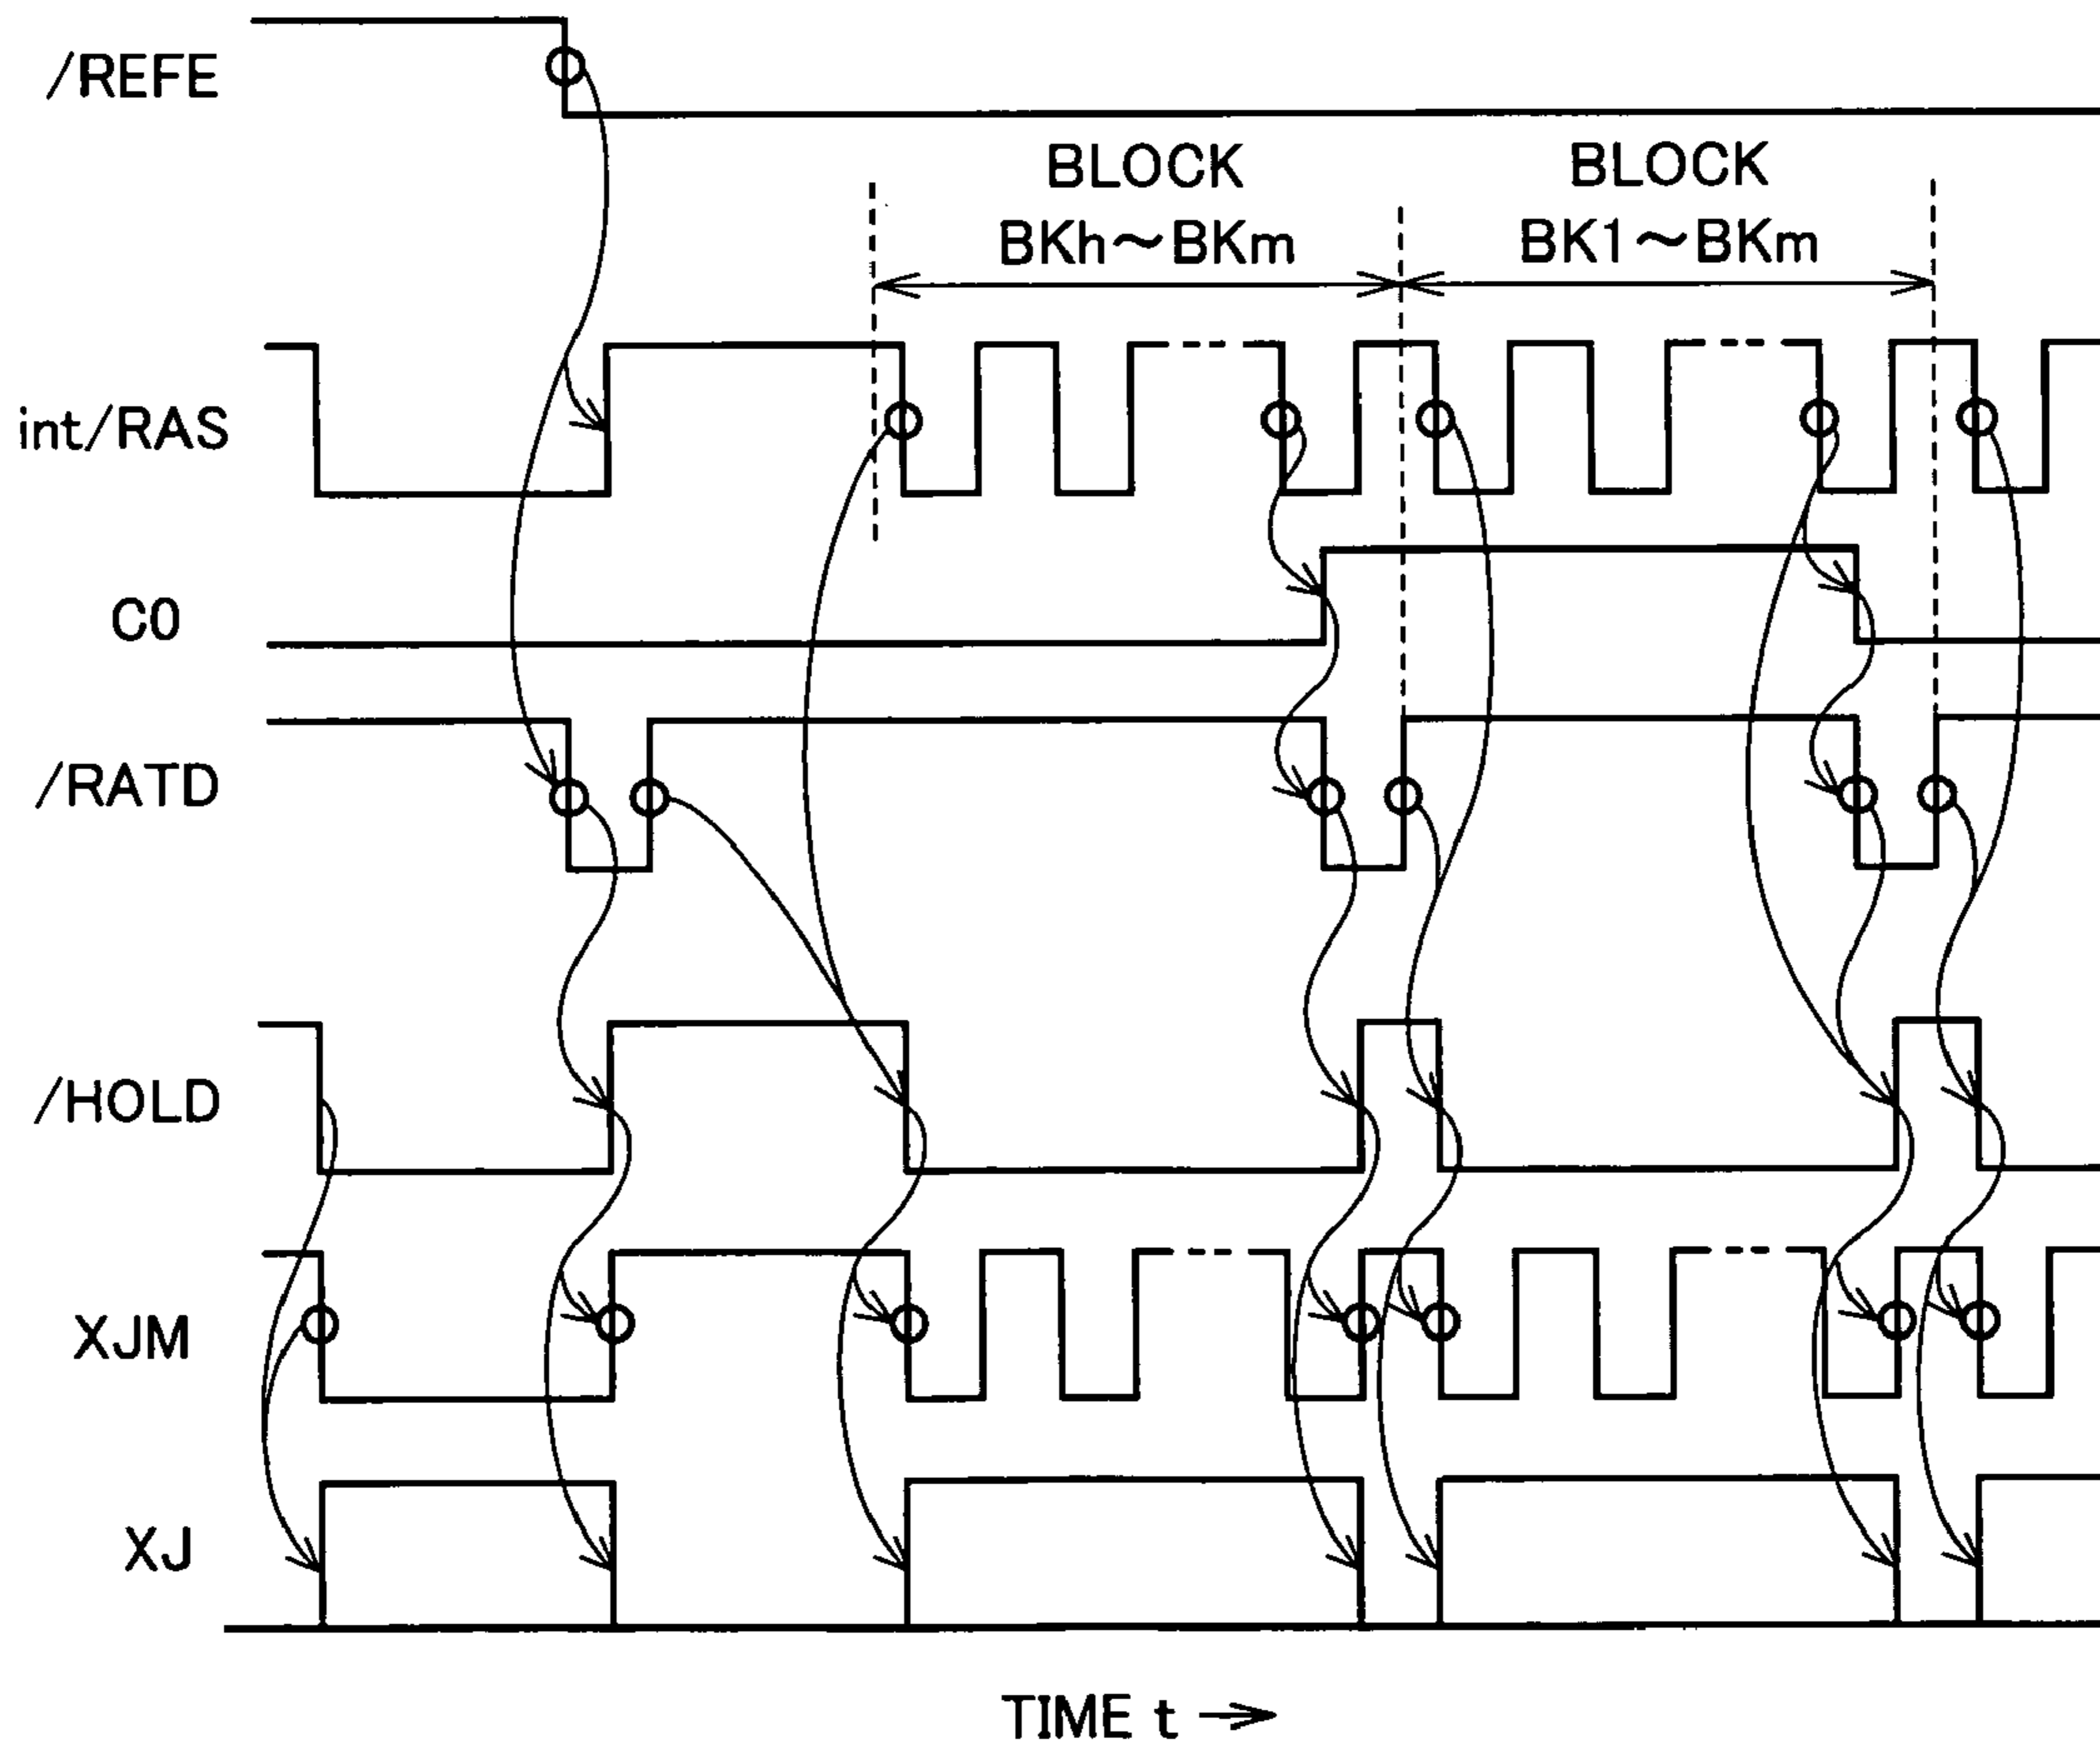 /REFE
BLOCK
BKh~BKm
BLOCK
BK1~BKm
int/RAS
C0
/RATD
/HOLD
XJM
XJ
TIME t →